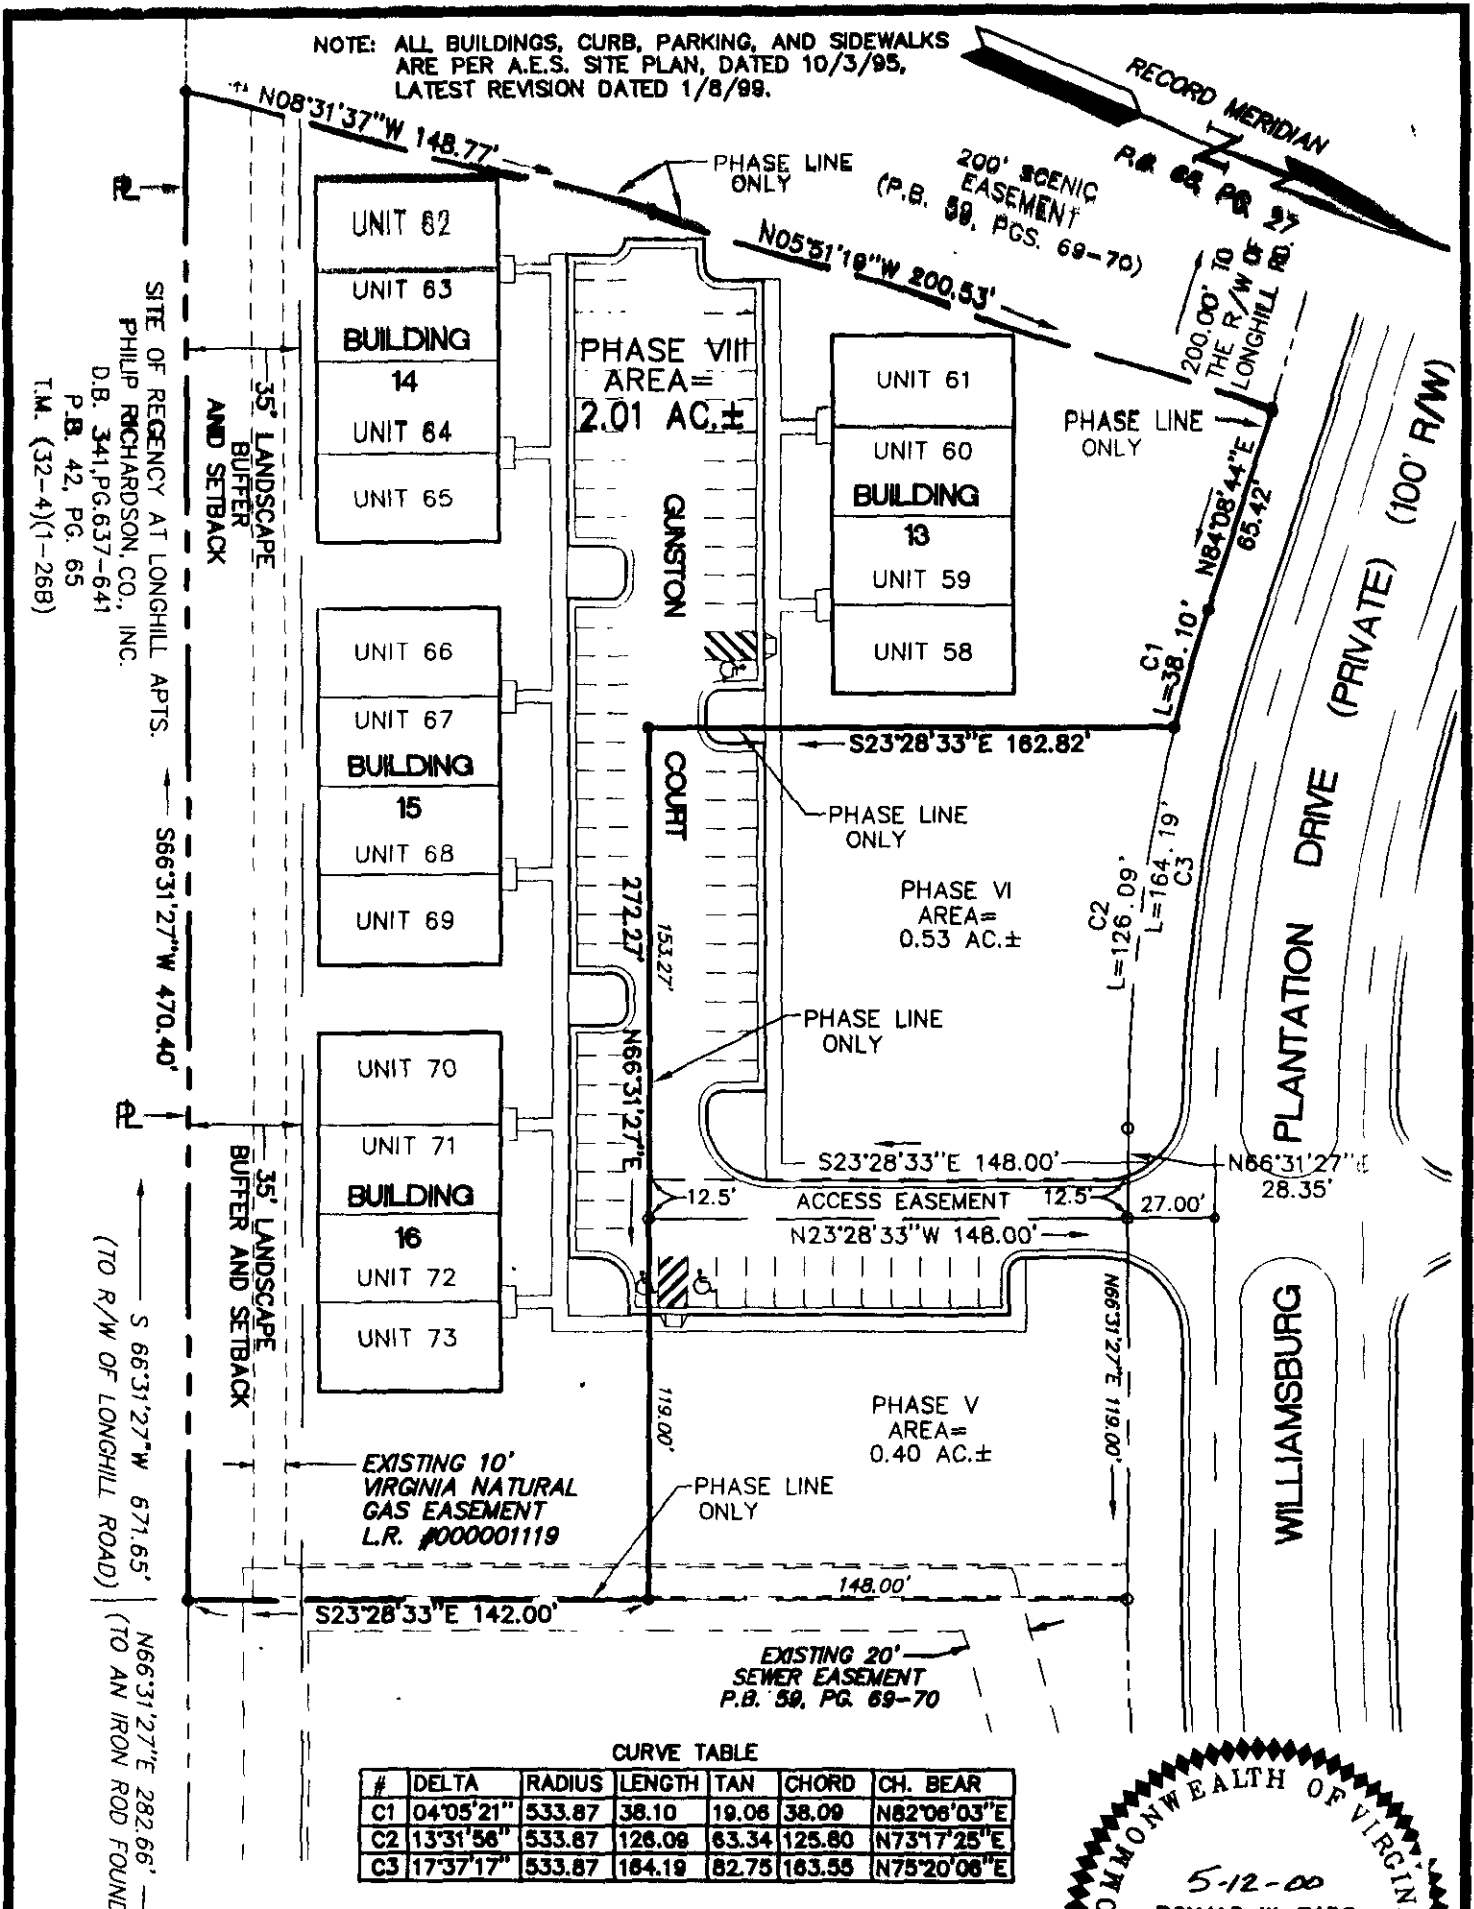 NOTE: ALL BUILDINGS, CURB, PARKING, AND SIDEWALKS
ARE PER A.E.S. SITE PLAN, DATED 10/3/95,
LATEST REVISION DATED 1/8/99.
RECORD MERIDIAN
P.B. 65, PG. 27
N
N08°31'37"W 148.77'
PHASE LINE
ONLY
200' SCENIC
EASEMENT
(P.B. 59, PGS. 69-70)
N05°51'19"W 200.53'
200.00' TO
THE R/W OF
LONGHILL RD.
PL
UNIT 62
UNIT 63
BUILDING
14
UNIT 64
UNIT 65
PHASE VIII
AREA=
2.01 AC.±
UNIT 61
UNIT 60
BUILDING
13
UNIT 59
UNIT 58
PHASE LINE
ONLY
N84°08'44"E
65.42'
C1
L=38.10'
SITE OF REGENCY AT LONGHILL APTS.
PHILIP RICHARDSON, CO., INC.
D.B. 341,PG.637-641
P.B. 42, PG. 65
T.M. (32-4)(1-26B)
35' LANDSCAPE
BUFFER
AND SETBACK
GUNSTON
COURT
UNIT 66
UNIT 67
BUILDING
15
UNIT 68
UNIT 69
S23°28'33"E 162.82'
PHASE LINE
ONLY
PHASE VI
AREA=
0.53 AC.±
C2
L=126.09'
L=164.19'
C3
PLANTATION DRIVE (PRIVATE) (100' R/W)
WILLIAMSBURG
S66°31'27"W 470.40'
272.27'
153.27'
N66°31'27"E
PHASE LINE
ONLY
PL
UNIT 70
UNIT 71
BUILDING
16
UNIT 72
UNIT 73
S23°28'33"E 148.00'
12.5'
ACCESS EASEMENT
12.5'
N23°28'33"W 148.00'
27.00'
N66°31'27"E
28.35'
N66°31'27"E 119.00'
35' LANDSCAPE
BUFFER AND SETBACK
119.00'
PHASE V
AREA=
0.40 AC.±
EXISTING 10'
VIRGINIA NATURAL
GAS EASEMENT
L.R. #000001119
PHASE LINE
ONLY
S 66°31'27"W 671.65'
(TO R/W OF LONGHILL ROAD)
N66°31'27"E 282.66'
(TO AN IRON ROD FOUND
S23°28'33"E 142.00'
148.00'
EXISTING 20'
SEWER EASEMENT
P.B. 59, PG. 69-70
CURVE TABLE
# DELTA RADIUS LENGTH TAN CHORD CH. BEAR
C1 04°05'21" 533.87 38.10 19.06 38.09 N82°06'03"E
C2 13°31'56" 533.87 126.09 63.34 125.80 N73°17'25"E
C3 17°37'17" 533.87 164.19 82.75 163.55 N75°20'06"E
OMMONWEALTH OF VIRGIN
5-12-00